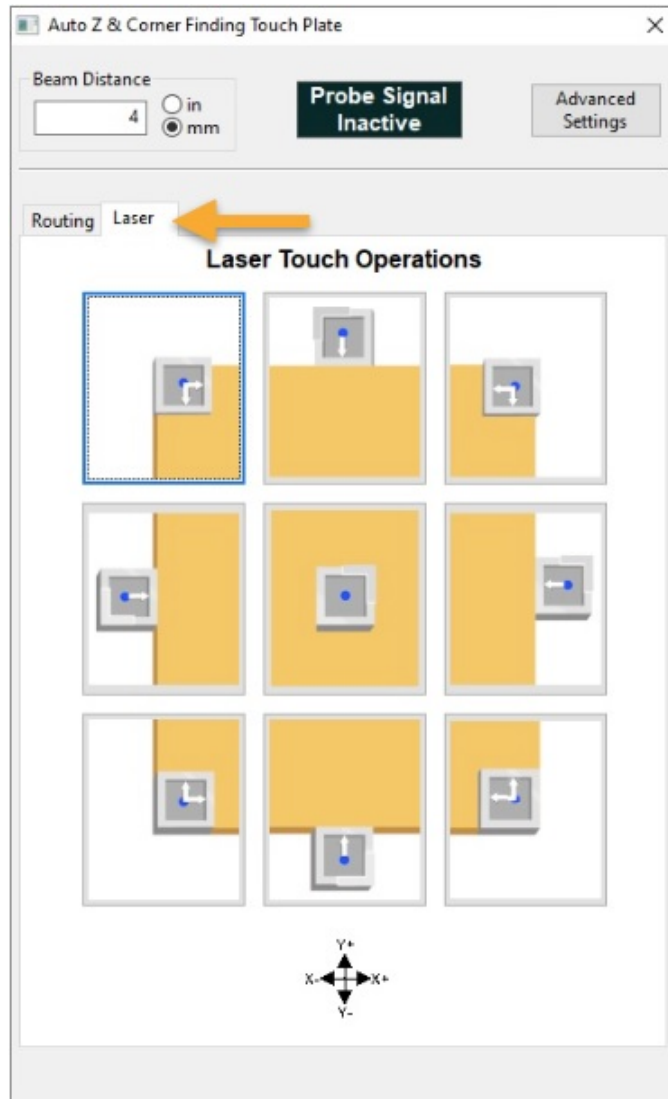 Auto Z & Corner Finding Touch Plate
Beam Distance
4
in
mm
Probe Signal
Inactive
Advanced
Settings
Routing
Laser
Laser Touch Operations
Y+
X-
X+
Y-